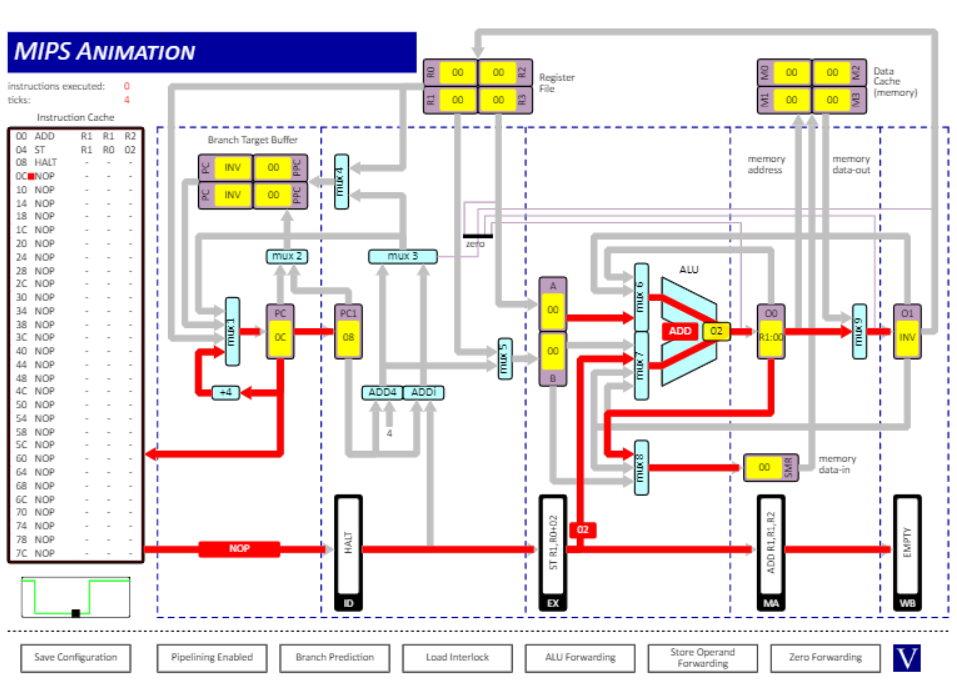 MIPS ANIMATION
instructions executed: 0
ticks: 4
Instruction Cache
00 ADD R1 R1 R2
04 ST R1 R0 02
08 HALT - - -
0C NOP - - -
10 NOP - - -
14 NOP - - -
18 NOP - - -
1C NOP - - -
20 NOP - - -
24 NOP - - -
28 NOP - - -
2C NOP - - -
30 NOP - - -
34 NOP - - -
38 NOP - - -
3C NOP - - -
40 NOP - - -
44 NOP - - -
48 NOP - - -
4C NOP - - -
50 NOP - - -
54 NOP - - -
58 NOP - - -
5C NOP - - -
60 NOP - - -
64 NOP - - -
68 NOP - - -
6C NOP - - -
70 NOP - - -
74 NOP - - -
78 NOP - - -
7C NOP - - -
R0 00 00 R2
R1 00 00 R3
Register
File
M0 00 00 M2
M1 00 00 M3
Data
Cache
(memory)
Branch Target Buffer
PC INV 00 PPC
PC INV 00 PPC
mux 4
memory
address
memory
data-out
zero
mux 2
mux 3
mux 1
PC
0C
PC1
08
+4
ADD4
ADDi
4
mux 5
A
00
00
B
mux 6
mux 7
ALU
ADD
02
O0
R1:00
mux 9
O1
INV
mux 8
00 SMR
memory
data-in
NOP
HALT
ID
02
ST R1,R0+02
EX
ADD R1,R1,R2
MA
EMPTY
WB
Save Configuration
Pipelining Enabled
Branch Prediction
Load Interlock
ALU Forwarding
Store Operand
Forwarding
Zero Forwarding
V